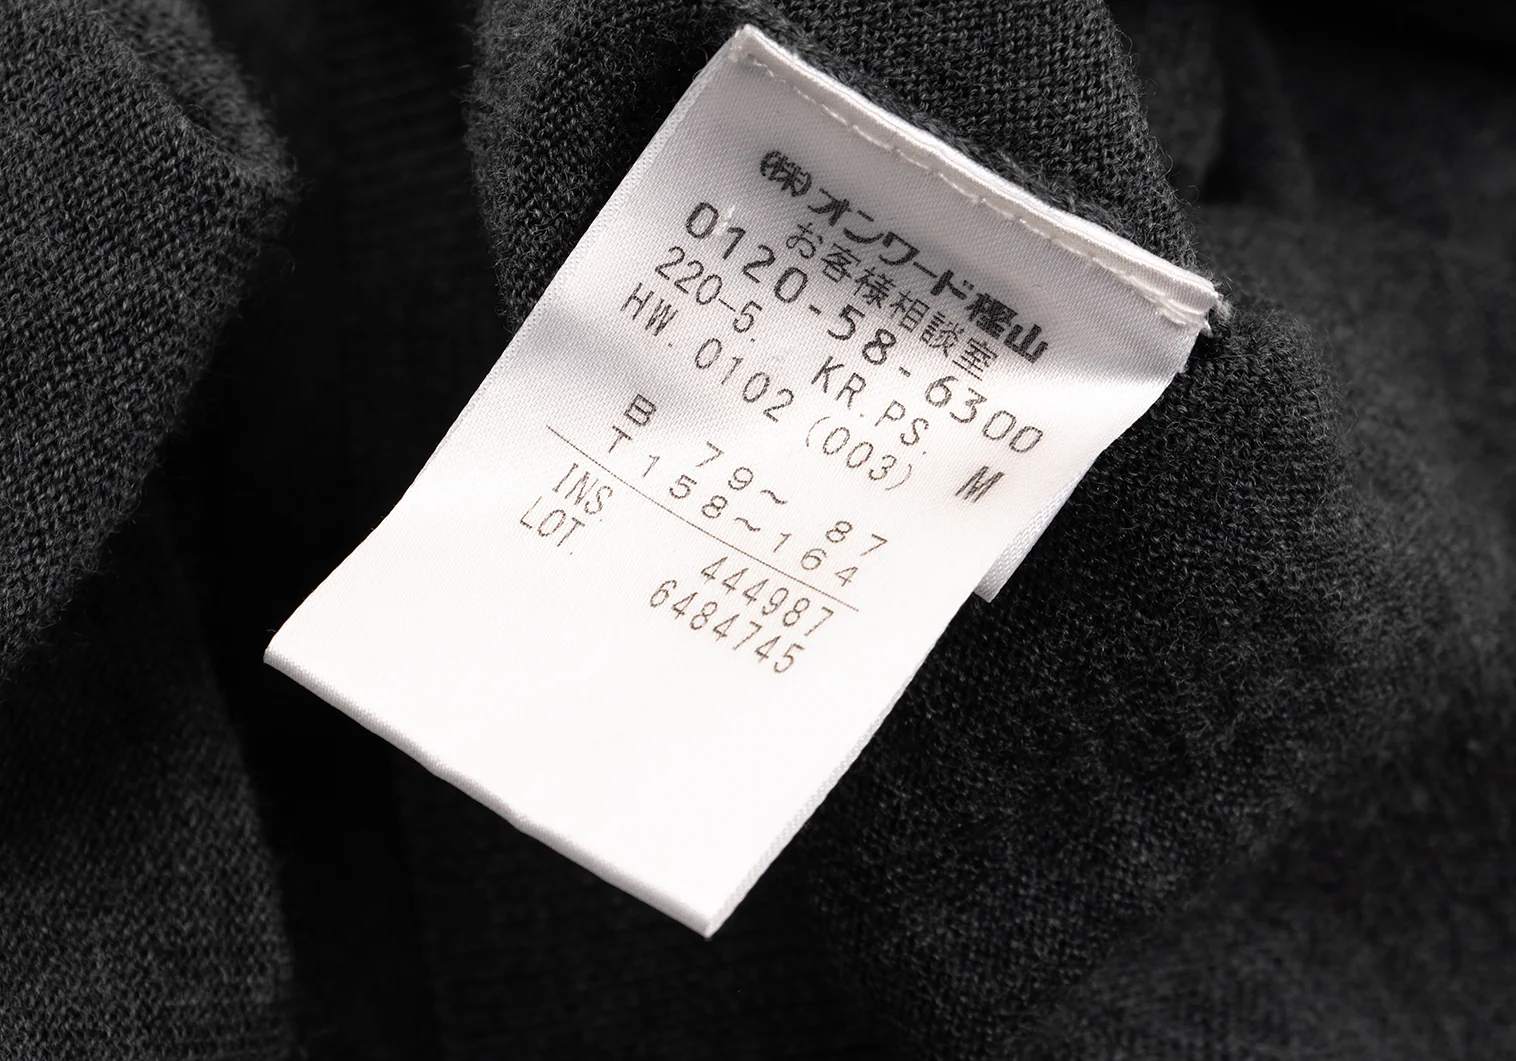 (株)オンワード樫山
お客様相談室
0120-58-6300
220-5. KR.PS.
HW. 0102 (003) M
B 79~ 87
T158~164
INS. 444987
LOT. 6484745